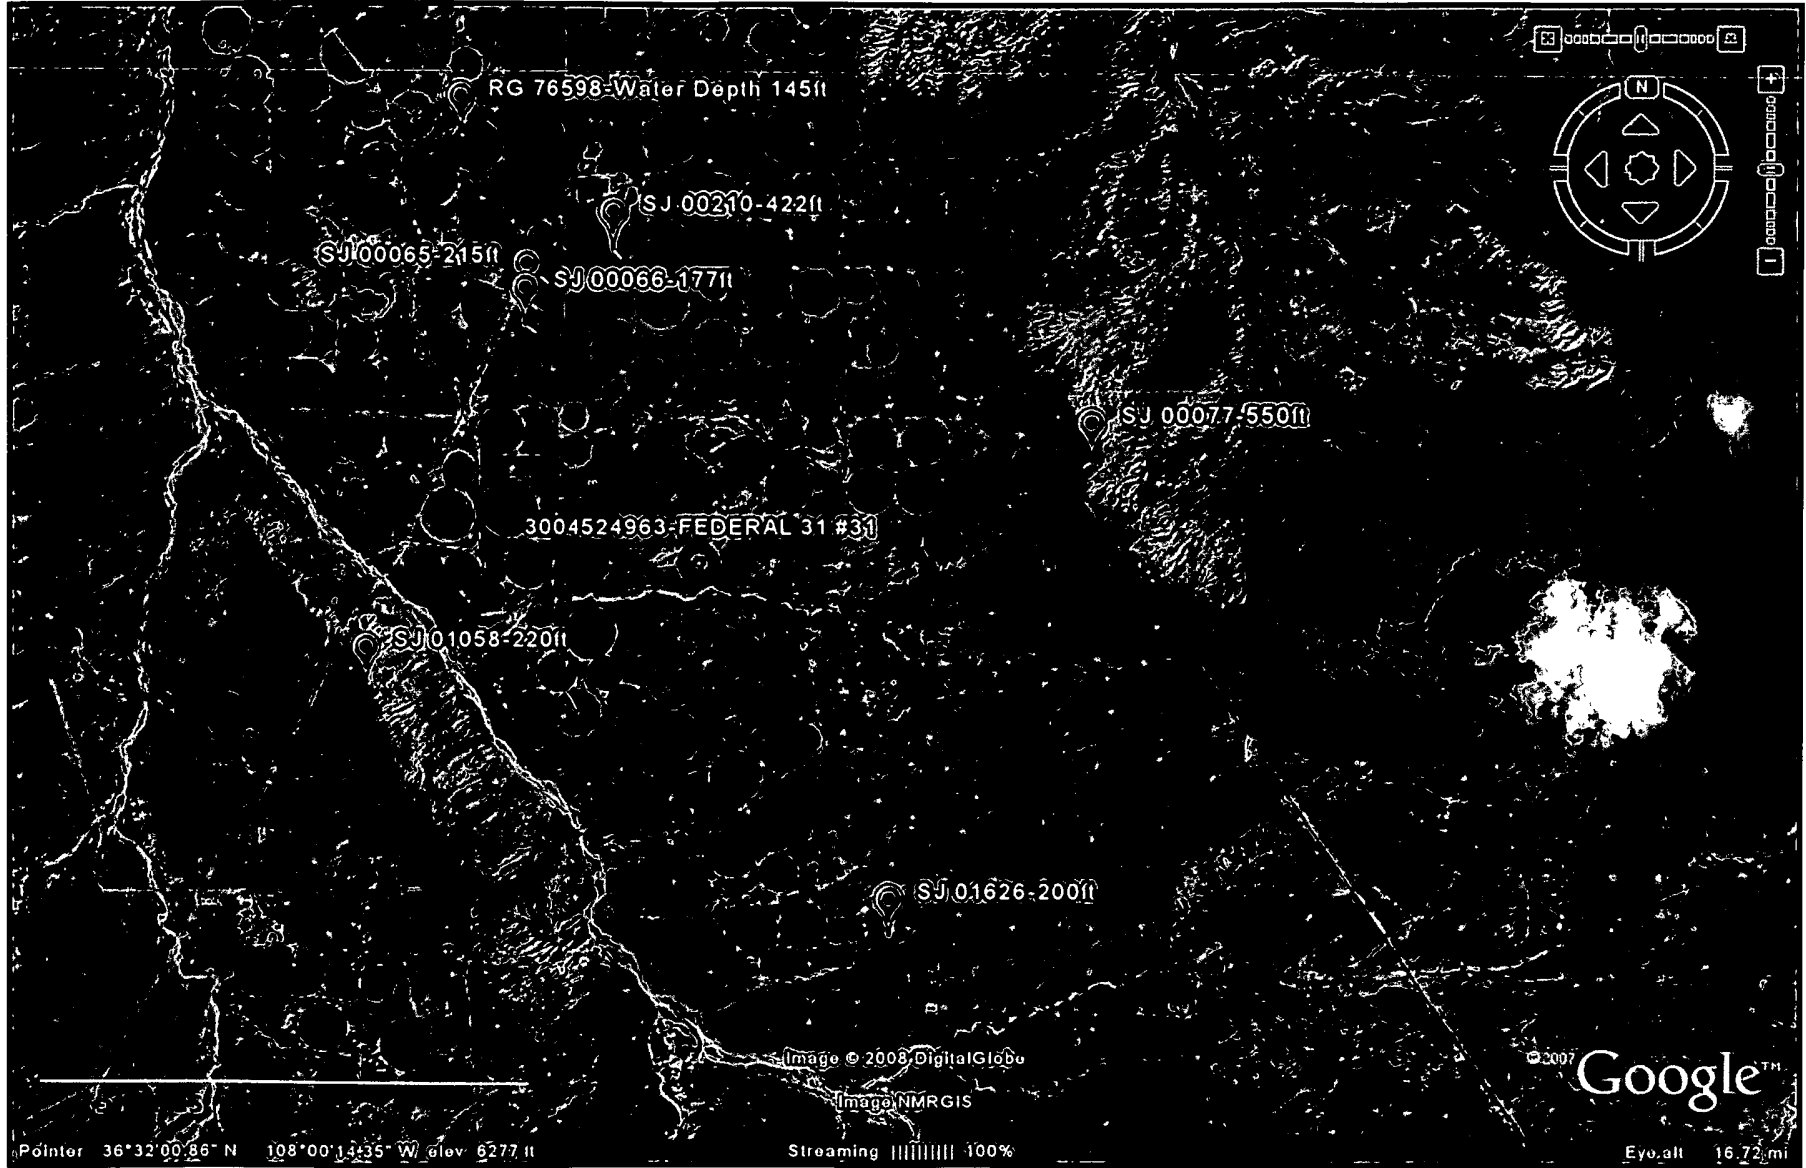 N
RG 76598-Water Depth 145ft
SJ 00210-422ft
SJ 00065-215ft
SJ 00066-177ft
SJ 00077-550ft
3004524963-FEDERAL 31 #31
SJ 01058-220ft
SJ 01626-200ft
Image © 2008 DigitalGlobe
© 2007 Google™
Image NMRGIS
Pointer 36°32'00.86" N 108°00'14.35" W elev 6277 ft Streaming |||||||||| 100% Eye alt 16.72 mi